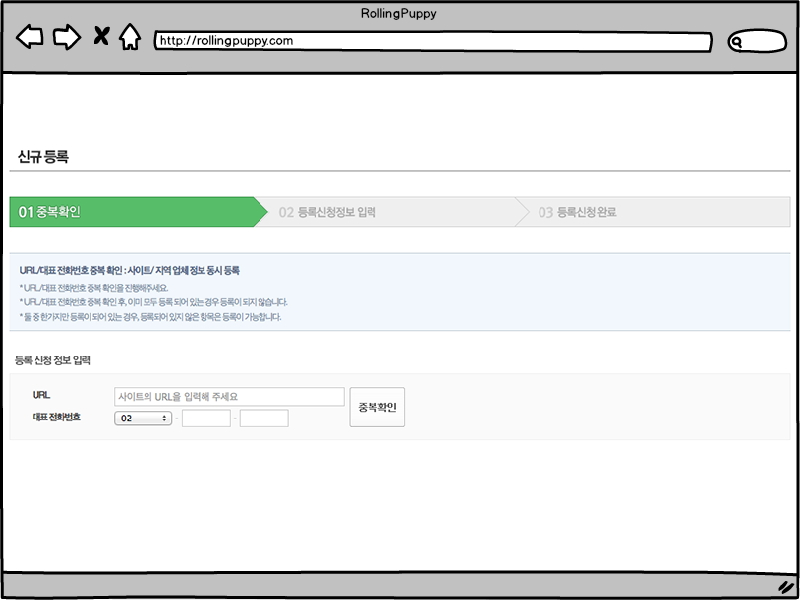 RollingPuppy
http://rollingpuppy.com
신규 등록
01 중복확인
02 등록신청정보 입력
03 등록신청 완료
URL/대표 전화번호 중복 확인 : 사이트/ 지역 업체 정보 동시 등록
* URL/대표 전화번호 중복 확인을 진행해주세요.
* URL/대표 전화번호 중복 확인 후, 이미 모두 등록 되어 있는 경우 등록이 되지 않습니다.
* 둘 중 한가지만 등록이 되어 있는 경우, 등록되어 있지 않은 항목은 등록이 가능합니다.
등록 신청 정보 입력
URL 사이트의 URL을 입력해 주세요
중복확인
대표 전화번호 02 - -